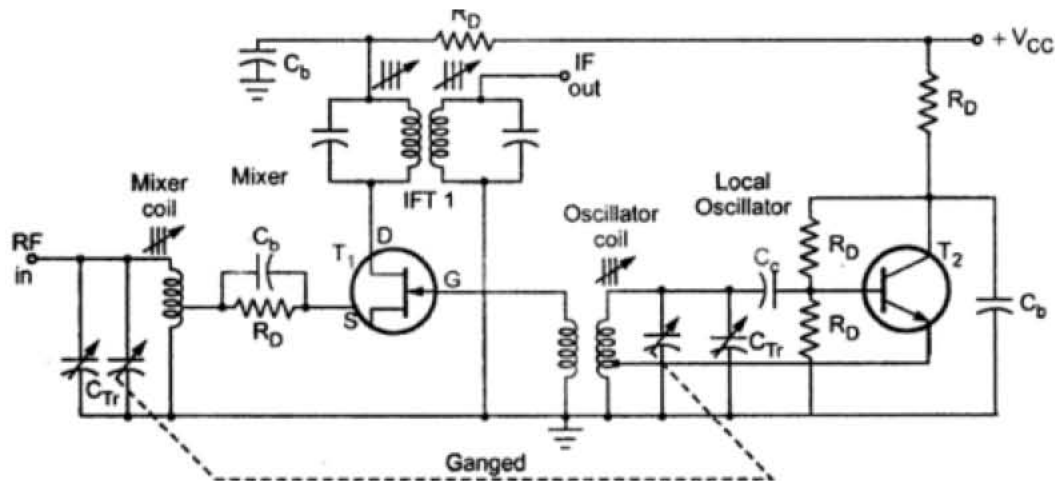 R_D
+ V_CC
C_b
IF
out
R_D
Mixer
coil
Mixer
IFT 1
Local
Oscillator
Oscillator
coil
RF
in
C_b
D
T_1
G
S
R_D
C_c
R_D
T_2
R_D
C_b
C_Tr
C_Tr
Ganged